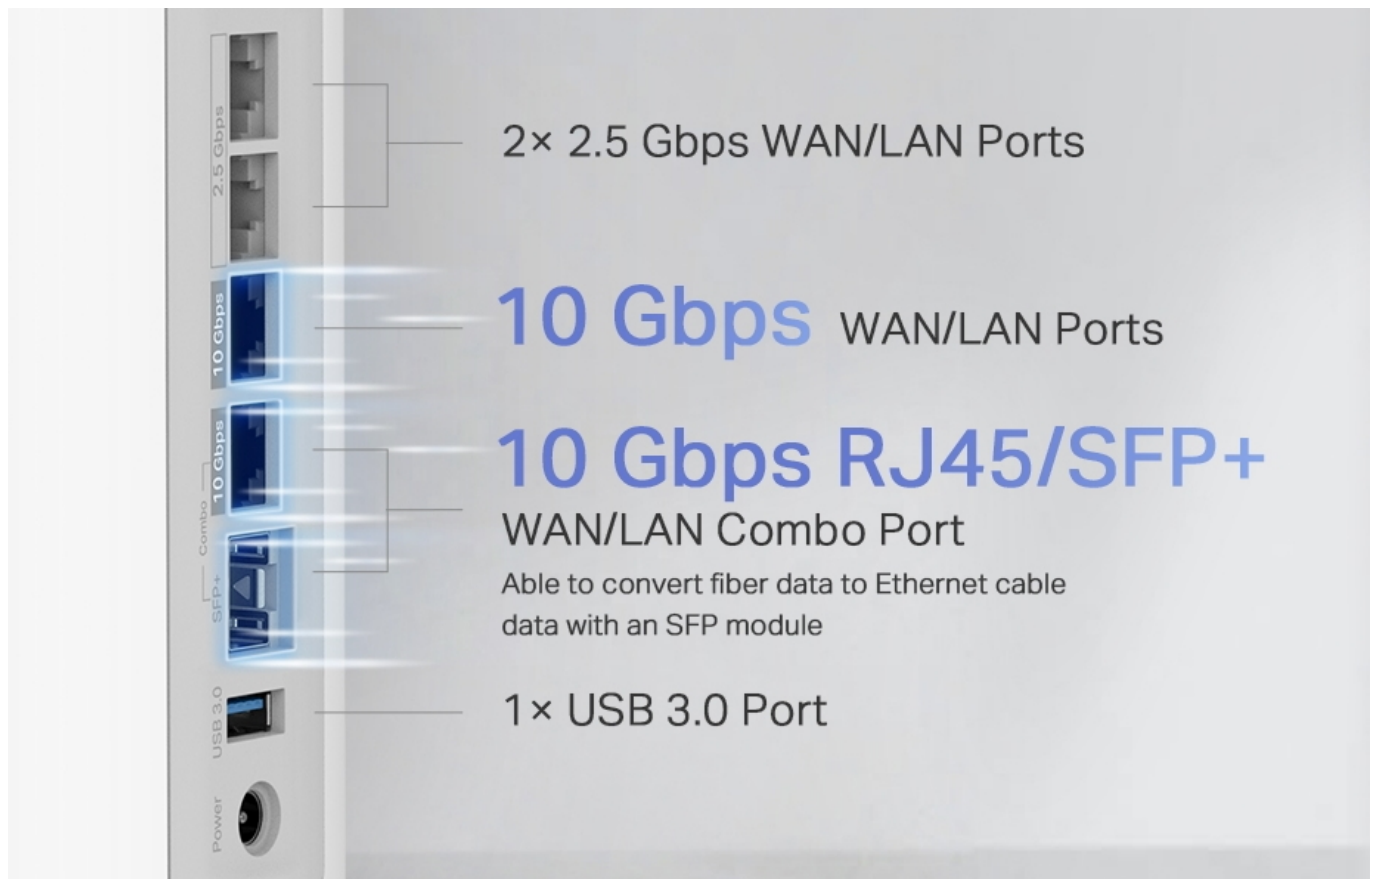 2.5 Gbps
2× 2.5 Gbps WAN/LAN Ports
10 Gbps
10 Gbps WAN/LAN Ports
10 Gbps
Combo
SFP+
10 Gbps RJ45/SFP+
WAN/LAN Combo Port
Able to convert fiber data to Ethernet cable
data with an SFP module
USB 3.0
1× USB 3.0 Port
Power